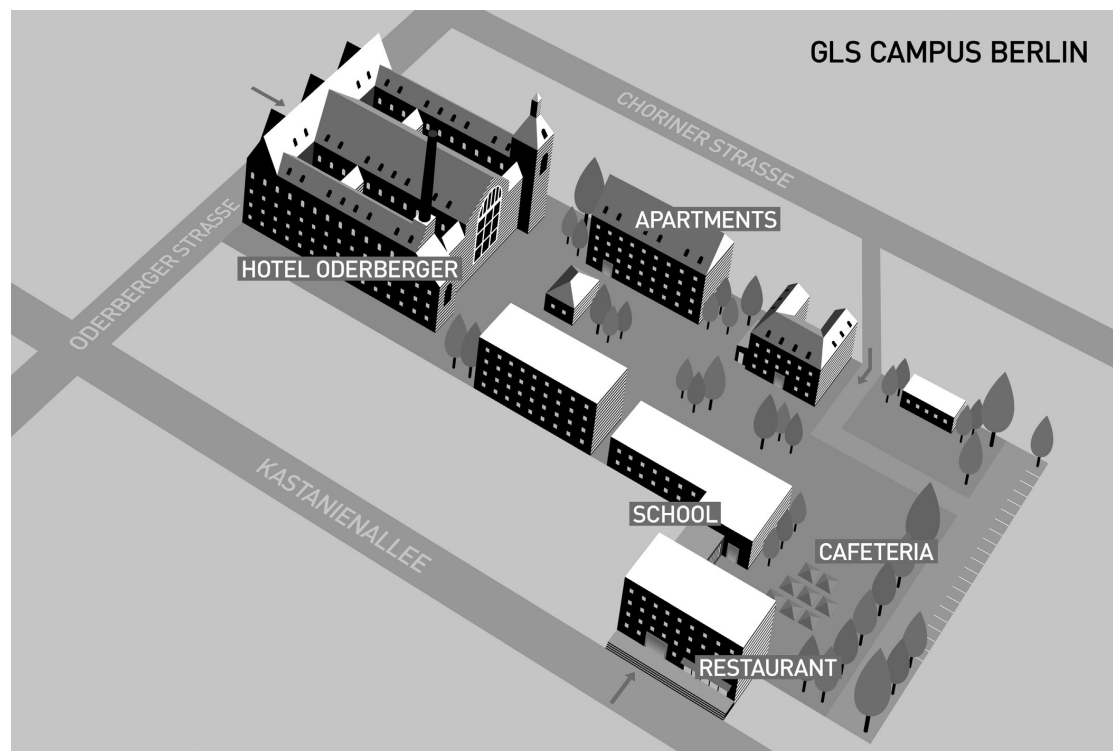 GLS CAMPUS BERLIN
CHORINER STRASSE
APARTMENTS
ODERBERGER STRASSE
HOTEL ODERBERGER
KASTANIENALLEE
SCHOOL
CAFETERIA
RESTAURANT